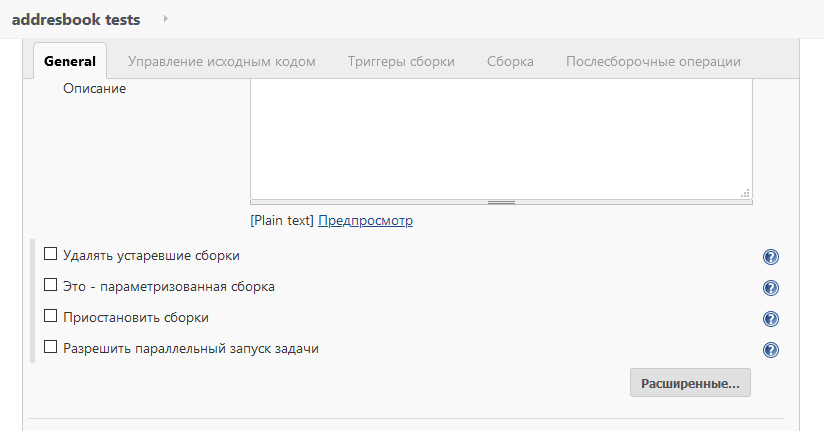 addresbook tests
General Управление исходным кодом Триггеры сборки Сборка Послесборочные операции
Описание
[Plain text] Предпросмотр
Удалять устаревшие сборки
Это - параметризованная сборка
Приостановить сборки
Разрешить параллельный запуск задачи
Расширенные...